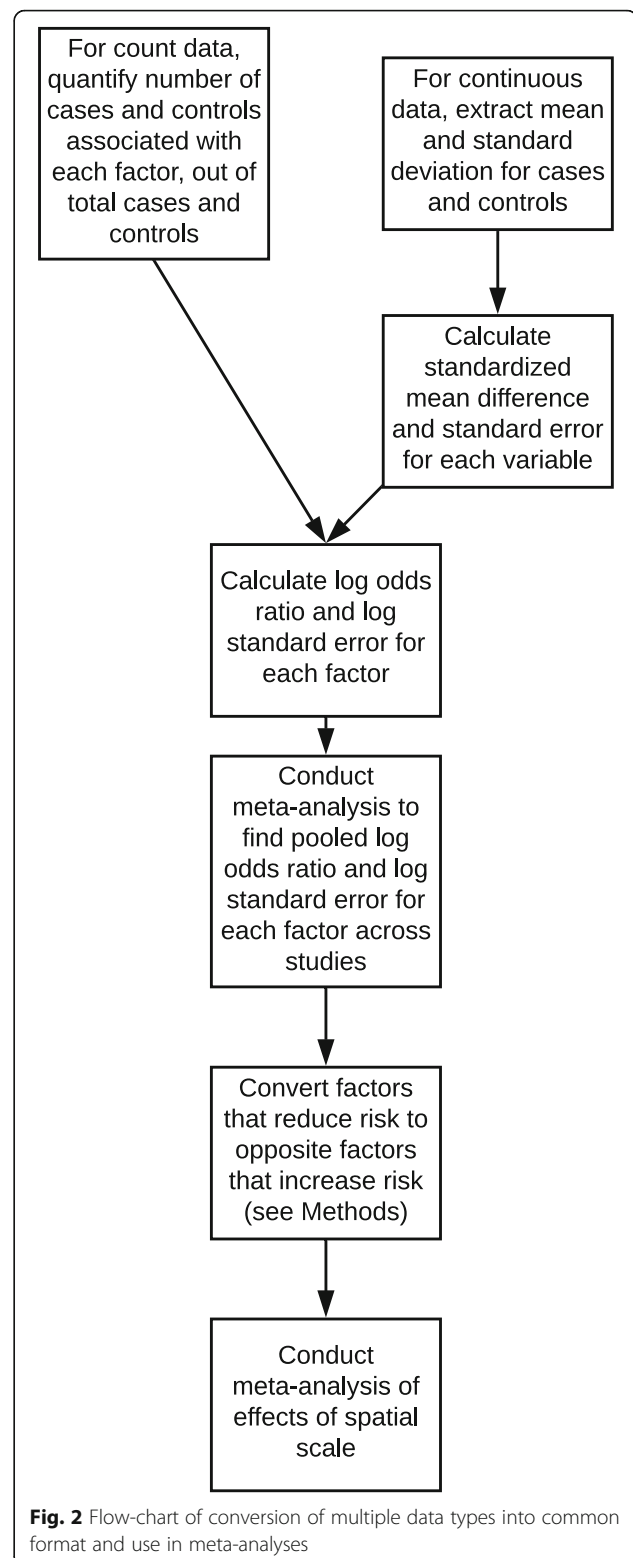 For count data,
quantify number of
cases and controls
associated with
each factor, out of
total cases and
controls
For continuous
data, extract mean
and standard
deviation for cases
and controls
Calculate
standardized
mean difference
and standard error
for each variable
Calculate log odds
ratio and log
standard error for
each factor
Conduct
meta-analysis to
find pooled log
odds ratio and log
standard error for
each factor across
studies
Convert factors
that reduce risk to
opposite factors
that increase risk
(see Methods)
Conduct
meta-analysis of
effects of spatial
scale
Fig. 2 Flow-chart of conversion of multiple data types into common
format and use in meta-analyses